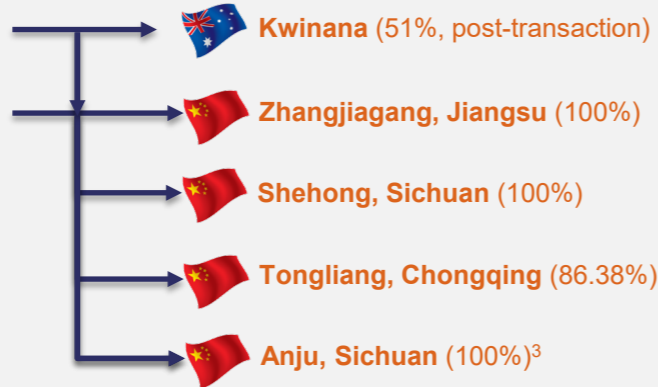 Kwinana (51%, post-transaction)
Zhangjiagang, Jiangsu (100%)
Shehong, Sichuan (100%)
Tongliang, Chongqing (86.38%)
Anju, Sichuan (100%)³